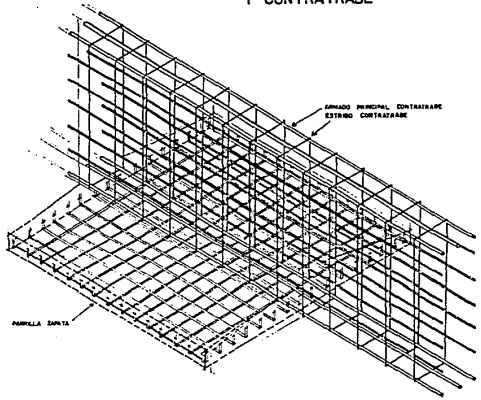 Y CONTRATRABE
ARMADO PRINCIPAL CONTRATRABE
ESTRIBO CONTRATRABE
PARRILLA ZAPATA